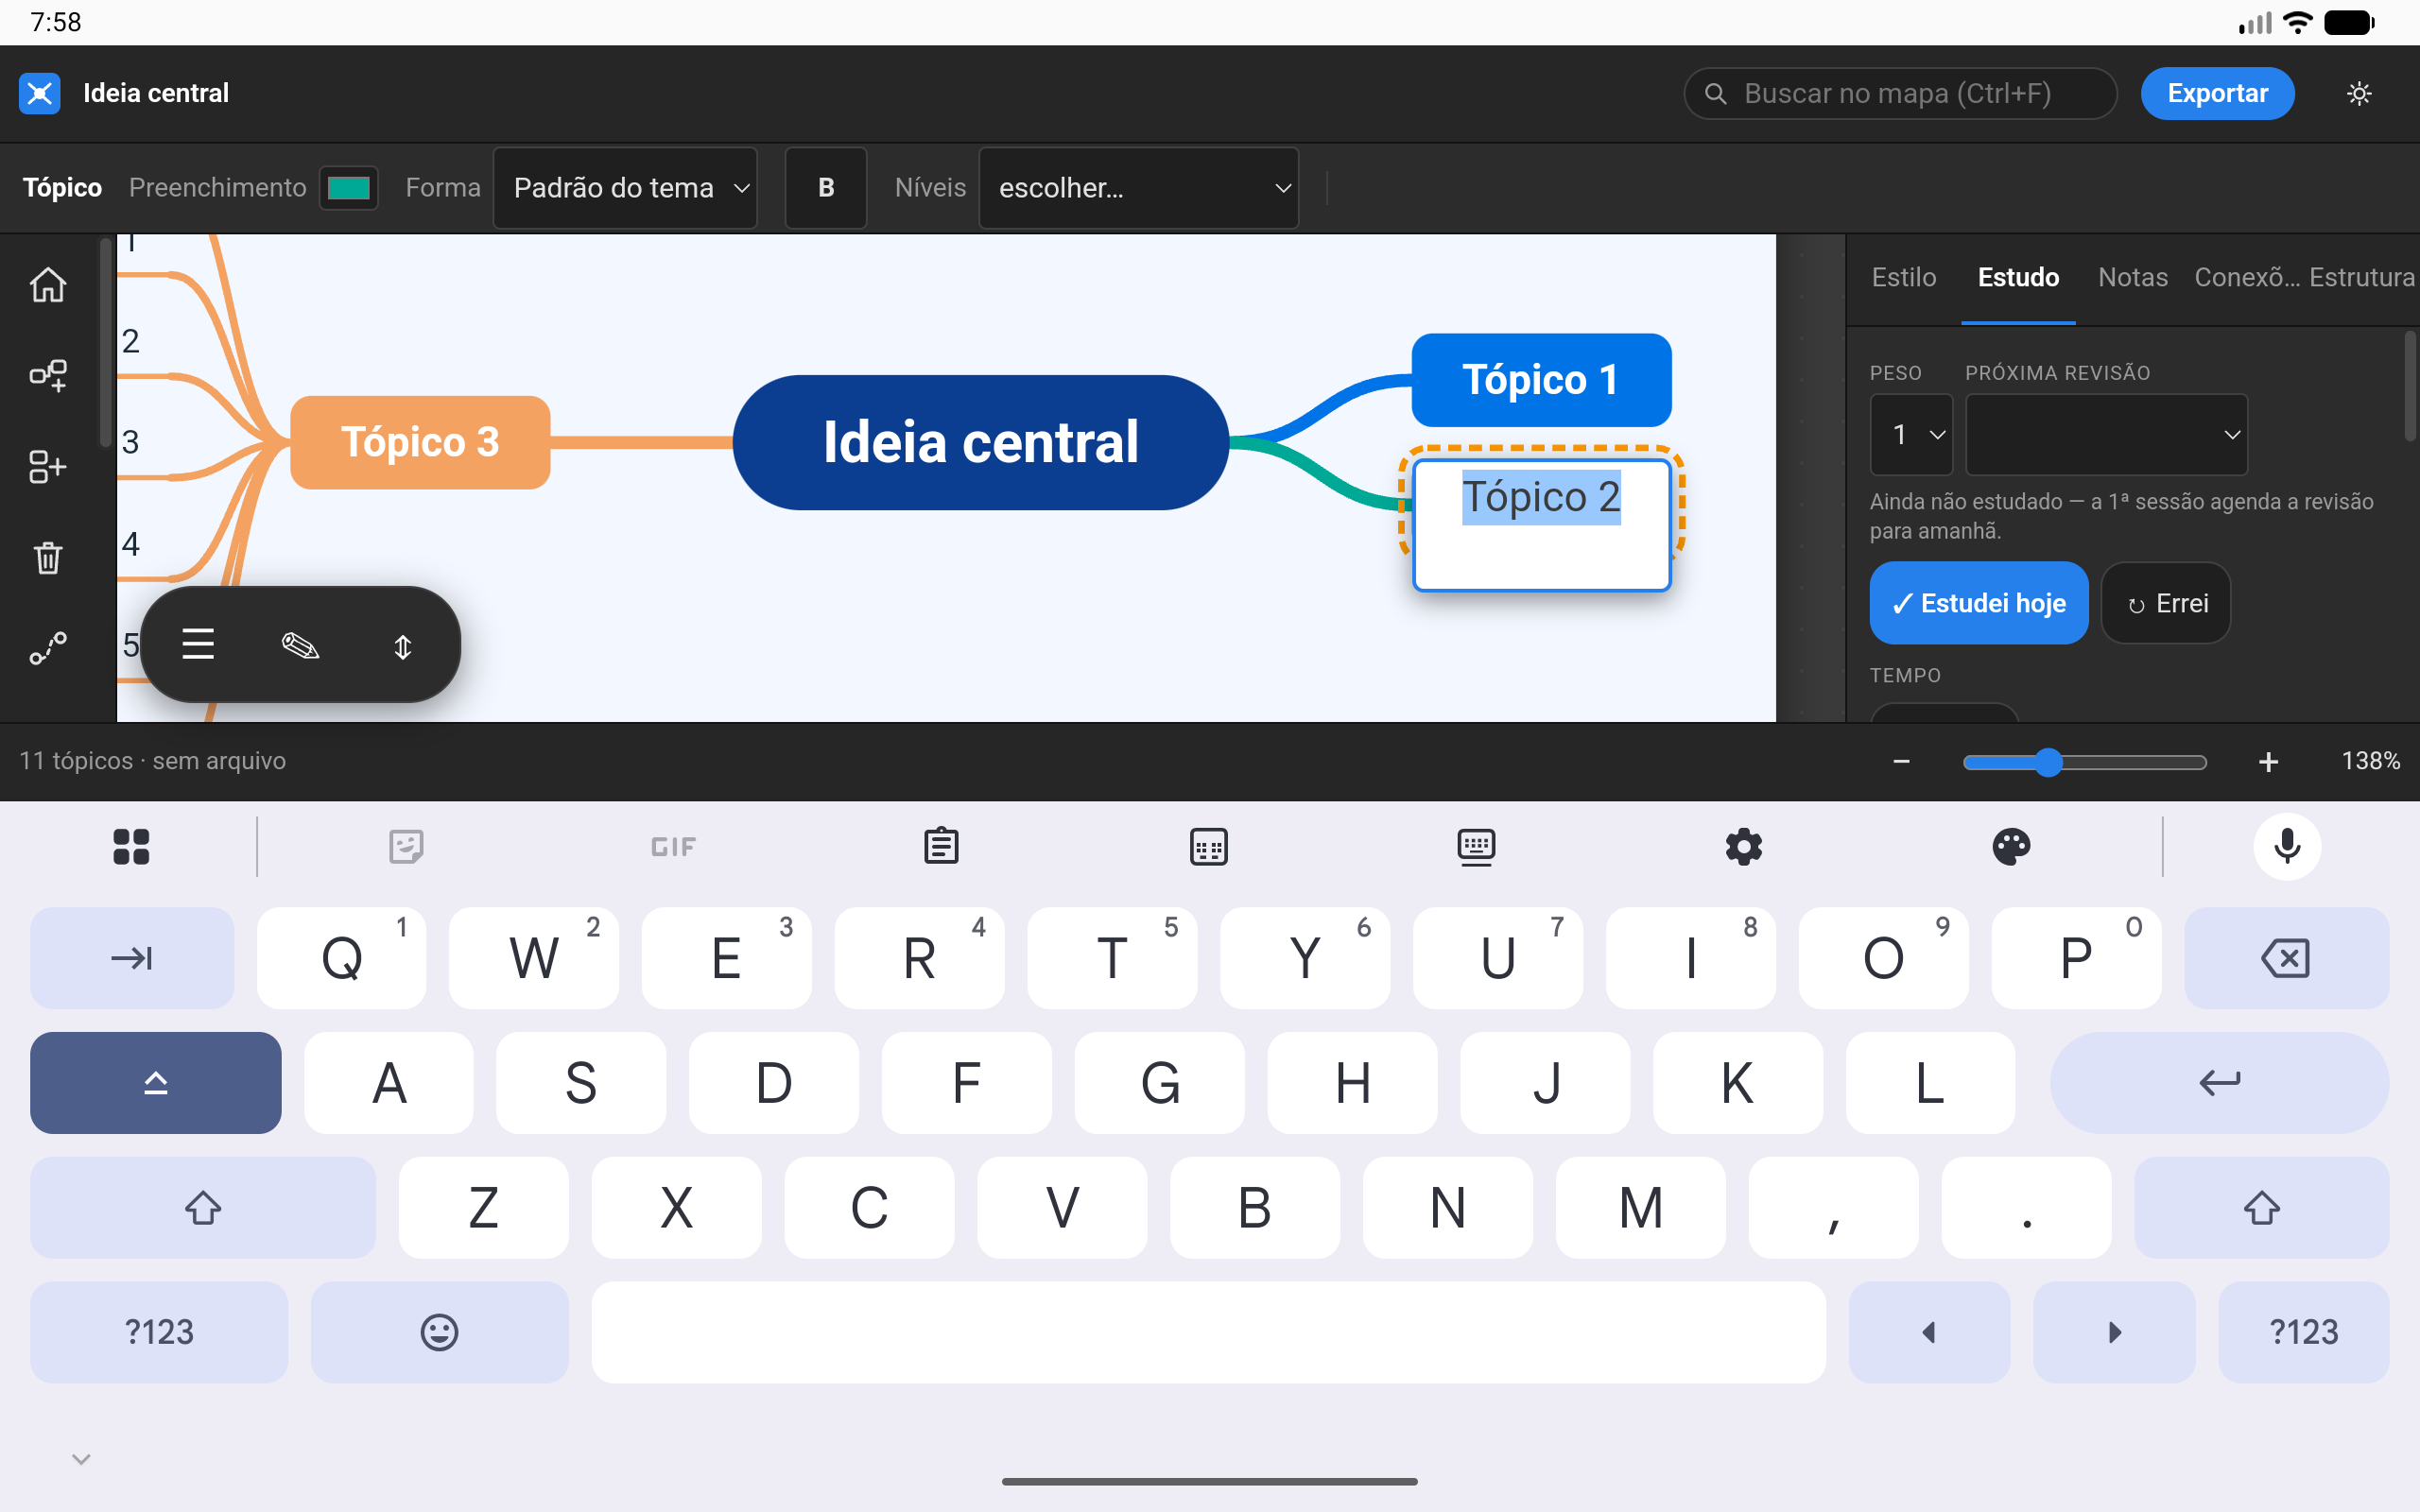 7:58
Ideia central
Buscar no mapa (Ctrl+F)
Exportar
Tópico
Preenchimento
Forma
Padrão do tema
B
Níveis
escolher...
1
2
3
4
5
Tópico 3
Ideia central
Tópico 1
Tópico 2
Estilo
Estudo
Notas
Conexõ...
Estrutura
PESO
PRÓXIMA REVISÃO
1
Ainda não estudado — a 1ª sessão agenda a revisão
para amanhã.
✓ Estudei hoje
↻ Errei
TEMPO
11 tópicos · sem arquivo
−
+
138%
GIF
Q 1 W 2 E 3 R 4 T 5 Y 6 U 7 I 8 O 9 P 0
A S D F G H J K L
Z X C V B N M , .
?123
?123